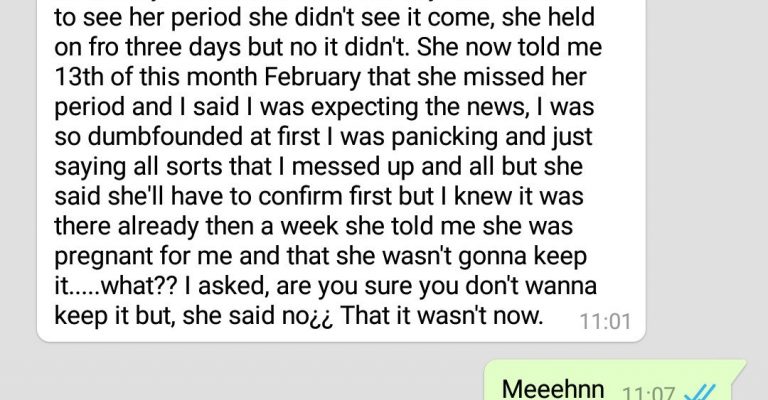 to see her period she didn't see it come, she held
on fro three days but no it didn't. She now told me
13th of this month February that she missed her
period and I said I was expecting the news, I was
so dumbfounded at first I was panicking and just
saying all sorts that I messed up and all but she
said she'll have to confirm first but I knew it was
there already then a week she told me she was
pregnant for me and that she wasn't gonna keep
it.....what?? I asked, are you sure you don't wanna
keep it but, she said no¿¿ That it wasn't now.
11:01
Meeehnn 11:07